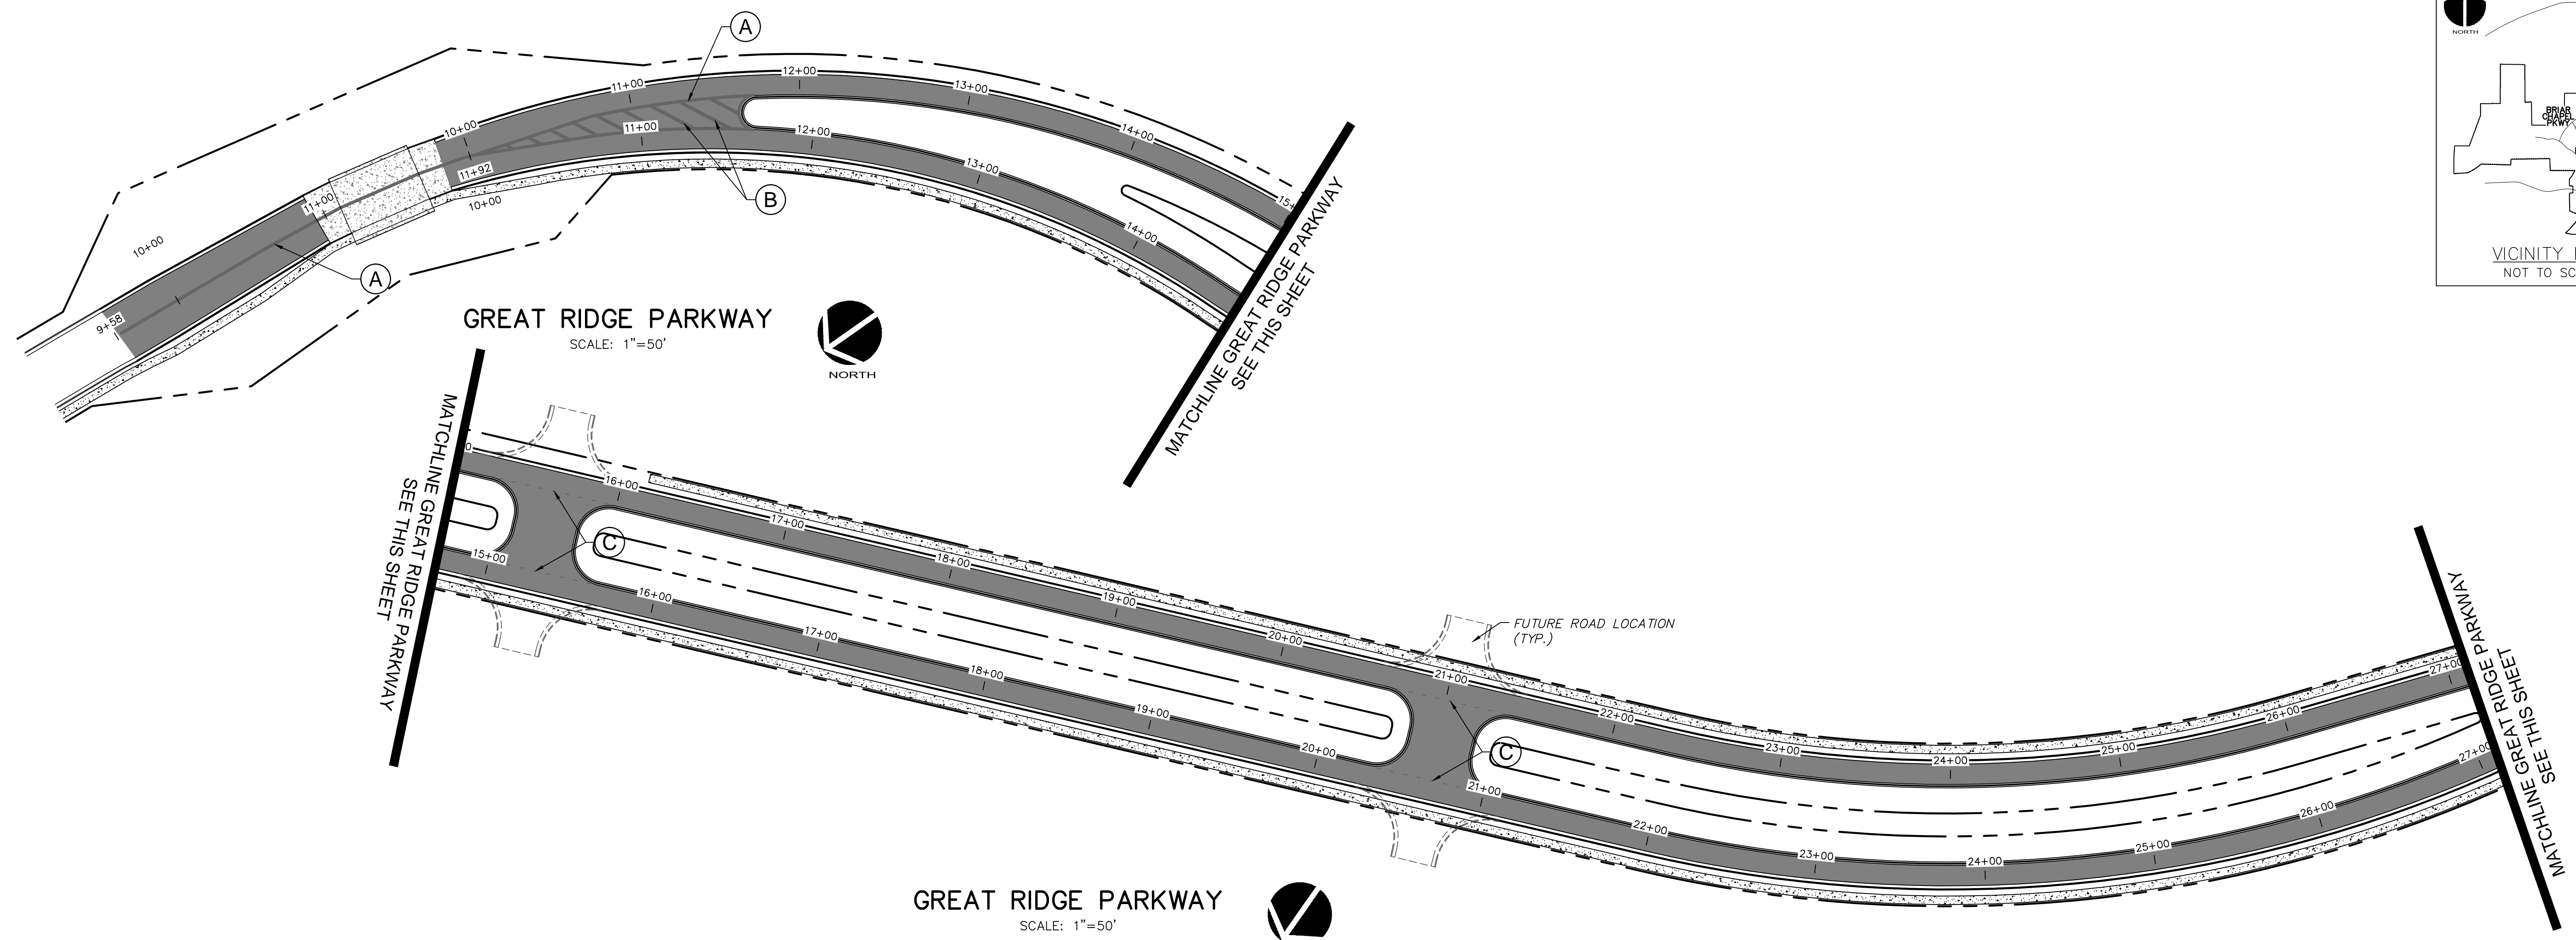 A
12+00
11+00
13+00
10+00
11+00
12+00
14+00
11+92
13+00
11+00
10+00
B
14+00
10+00
A
9+58
GREAT RIDGE PARKWAY
SCALE: 1"=50'
NORTH
MATCHLINE GREAT RIDGE PARKWAY
SEE THIS SHEET
NORTH
BRIAR
CHAPEL
PKWY
VICINITY
NOT TO SC
MATCHLINE GREAT RIDGE PARKWAY
SEE THIS SHEET
15+00
16+00
C
17+00
18+00
19+00
20+00
21+00
22+00
23+00
24+00
25+00
26+00
27+00
16+00
17+00
18+00
19+00
20+00
21+00
C
22+00
23+00
24+00
25+00
26+00
27+00
FUTURE ROAD LOCATION
(TYP.)
MATCHLINE GREAT RIDGE PARKWAY
SEE THIS SHEET
GREAT RIDGE PARKWAY
SCALE: 1"=50'